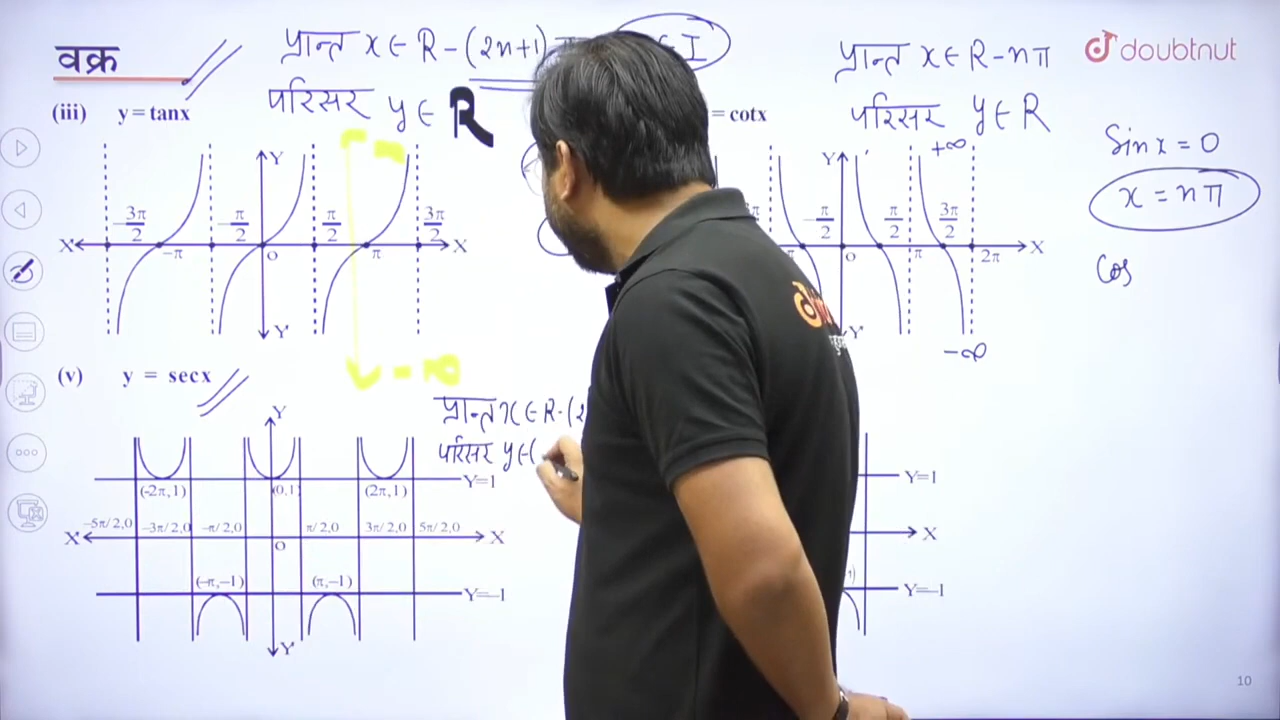 वक्र
प्रान्त x ∈ R - (2n+1) ∈ I
परिसर y ∈ R
प्रान्त x ∈ R - nπ
परिसर y ∈ R
doubtnut
(iii) y = tanx
= cotx
Sin x = 0
x = nπ
Cos
Y
+∞
-3π/2 -π/2 π/2 3π/2
X' -π O π X
Y'
-∞
Y
-π/2 π/2 3π/2
O π 2π X
Y'
-∞
(v) y = secx
प्रान्त x ∈ R - (2
परिसर y ∈ (
Y
Y=1
(-2π,1) (0,1) (2π,1)
-5π/2,0 -3π/2,0 -π/2,0 π/2,0 3π/2,0 5π/2,0
X' O X
(-π,-1) (π,-1)
Y=-1
Y'
Y=1
X
Y=-1
10